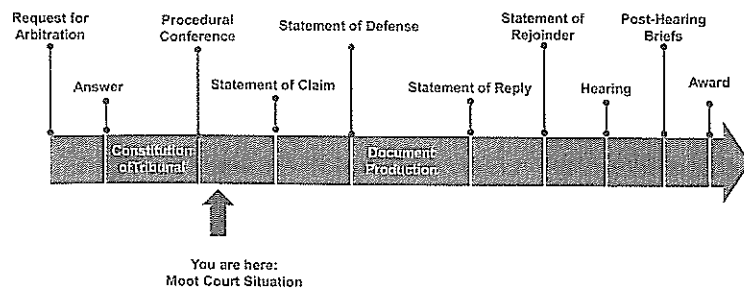 Request for
Arbitration
Answer
Procedural
Conference
Statement of Claim
Statement of Defense
Statement of Reply
Statement of
Rejoinder
Hearing
Post-Hearing
Briefs
Award
Constitution
of Tribunal
Document
Production
You are here:
Moot Court Situation